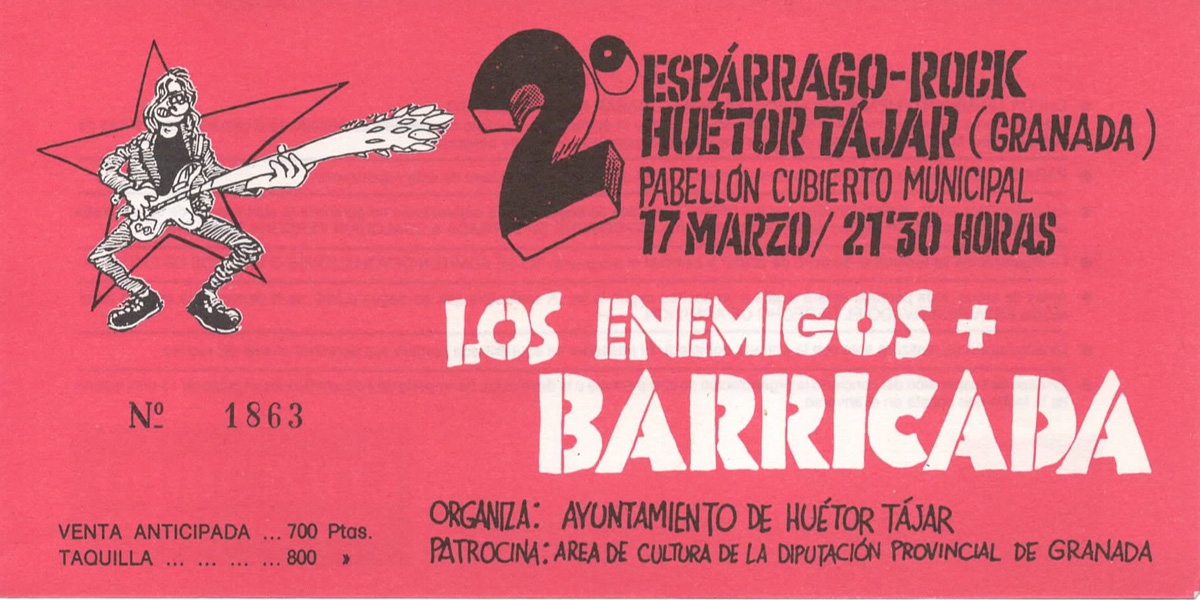 2º
ESPÁRRAGO-ROCK
HUÉTOR TÁJAR (GRANADA)
PABELLÓN CUBIERTO MUNICIPAL
17 MARZO/ 21'30 HORAS
LOS ENEMIGOS +
BARRICADA
Nº 1863
VENTA ANTICIPADA ... 700 Ptas.
TAQUILLA ... ... ... ... 800 »
ORGANIZA: AYUNTAMIENTO DE HUÉTOR TÁJAR
PATROCINA: AREA DE CULTURA DE LA DIPUTACIÓN PROVINCIAL DE GRANADA